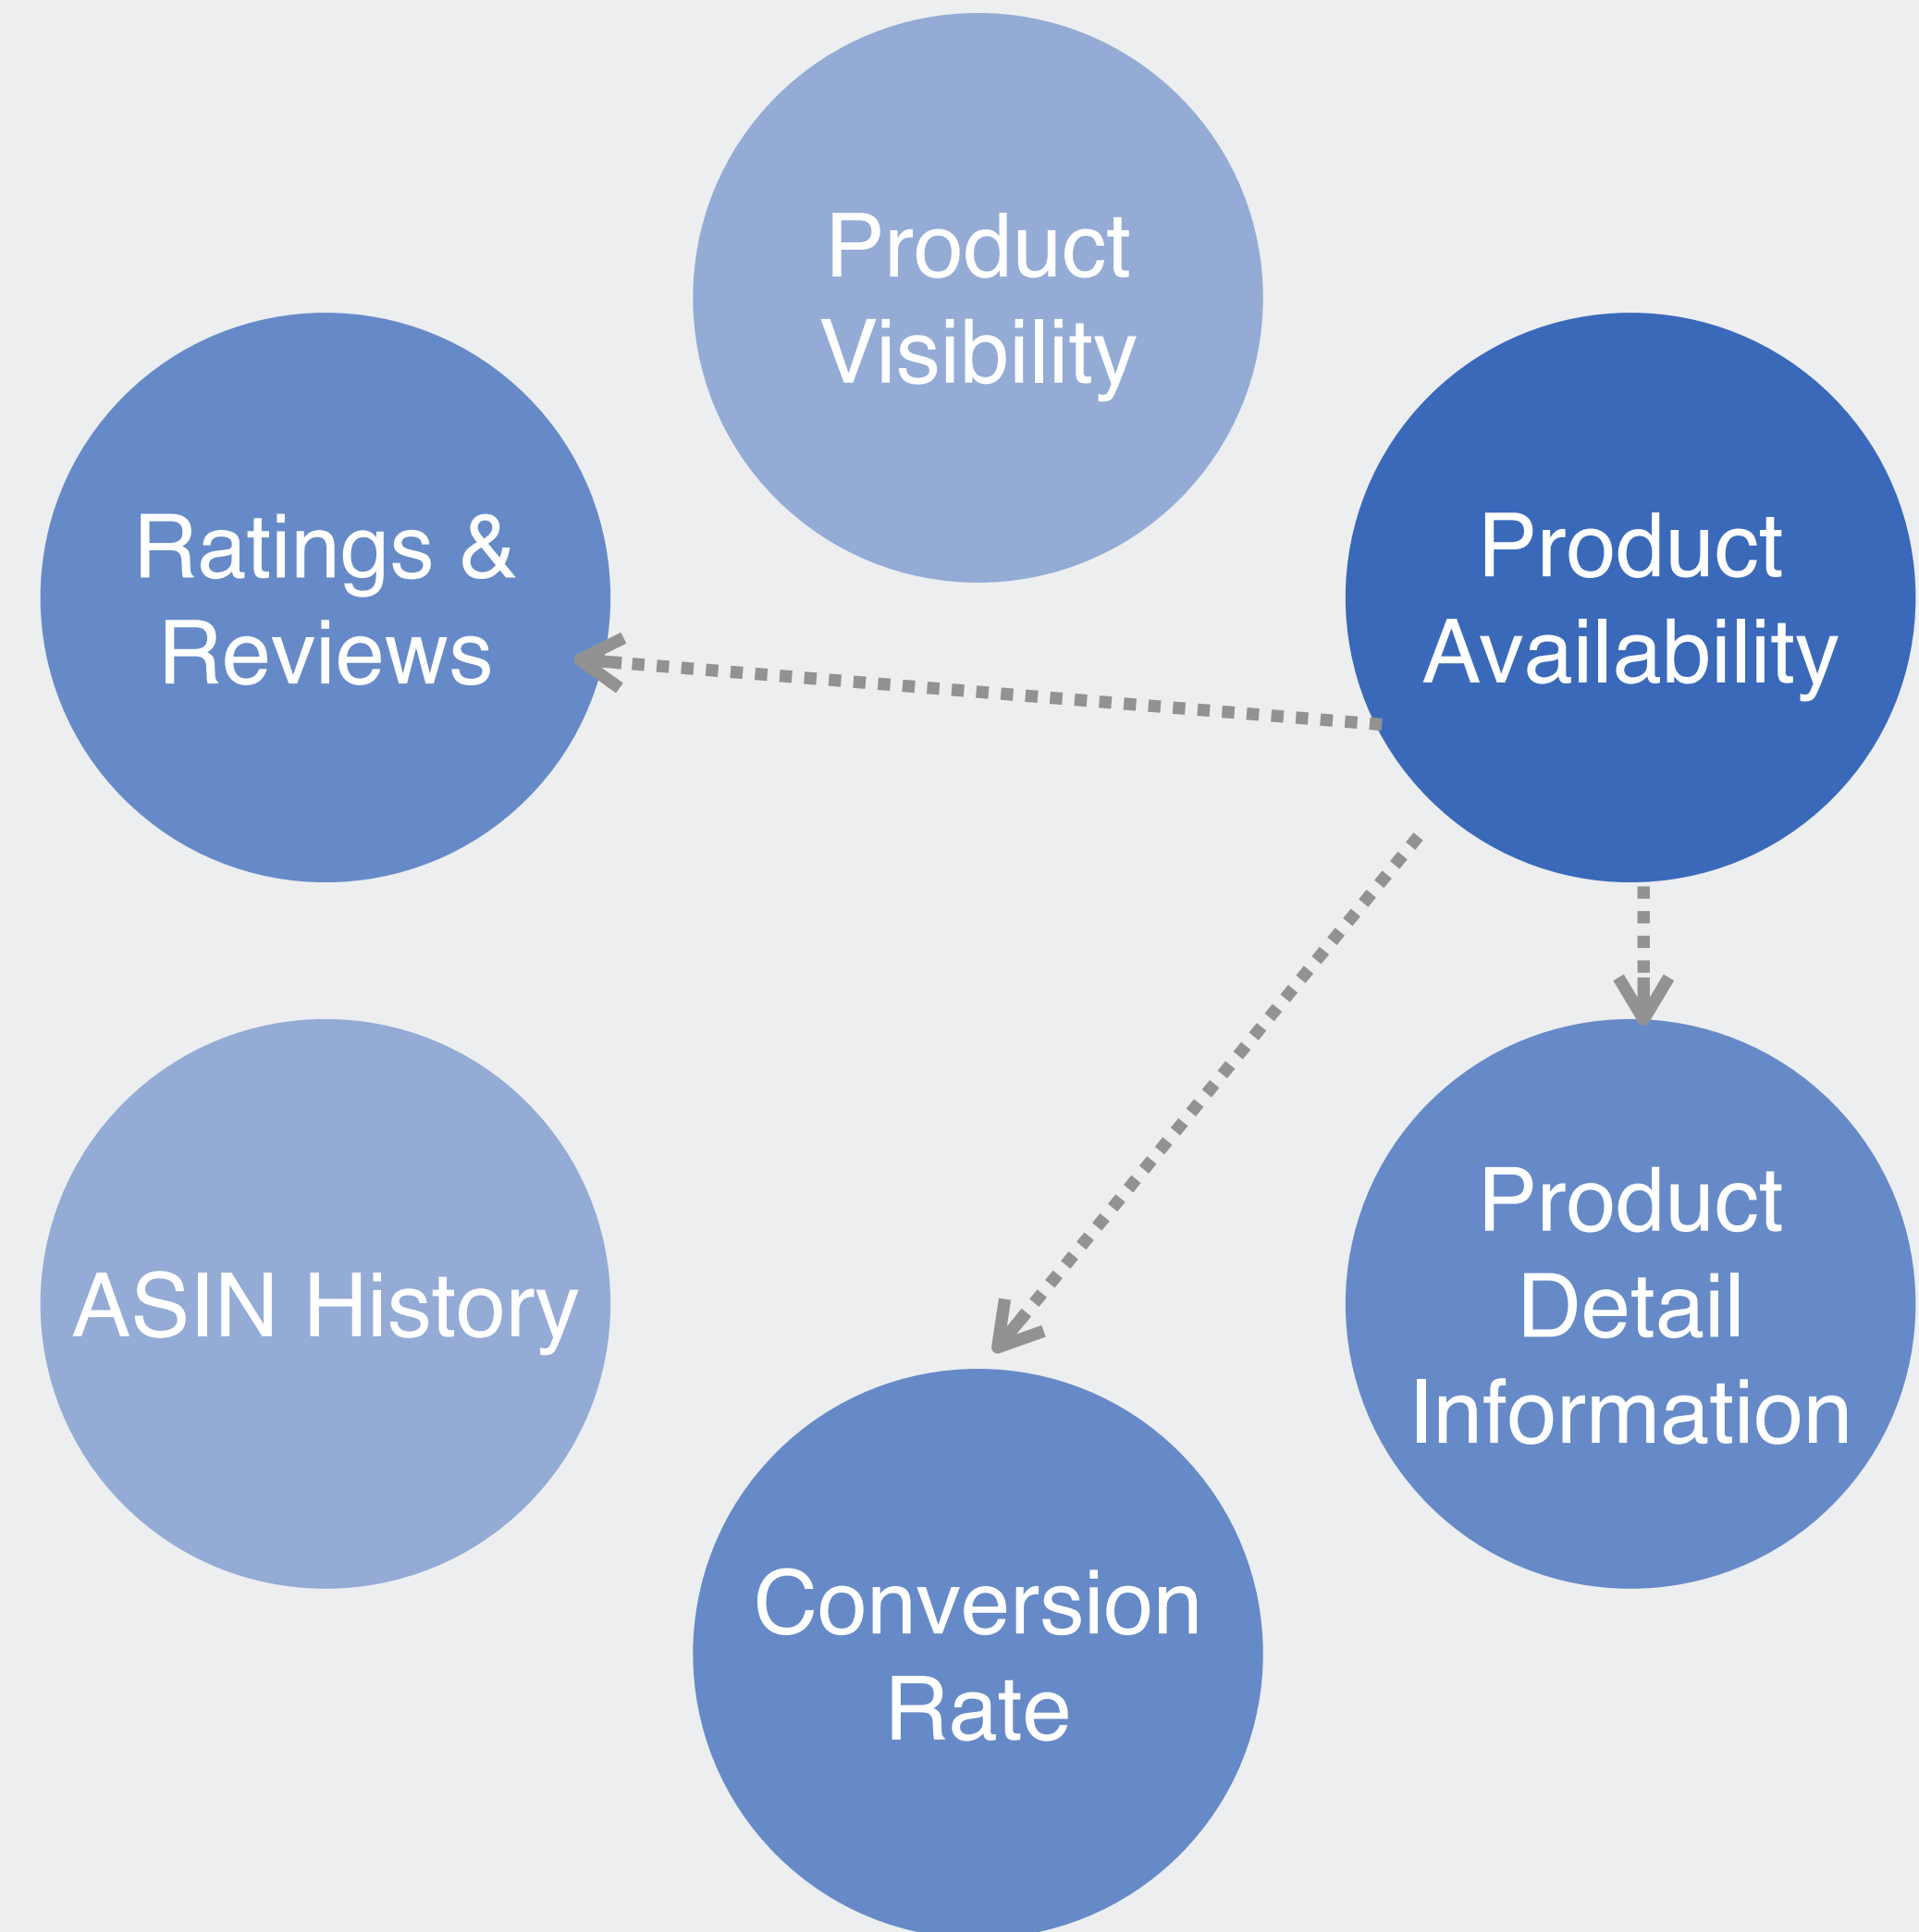 Product
Visibility
Ratings &
Reviews
Product
Availability
ASIN History
Product
Detail
Information
Conversion
Rate